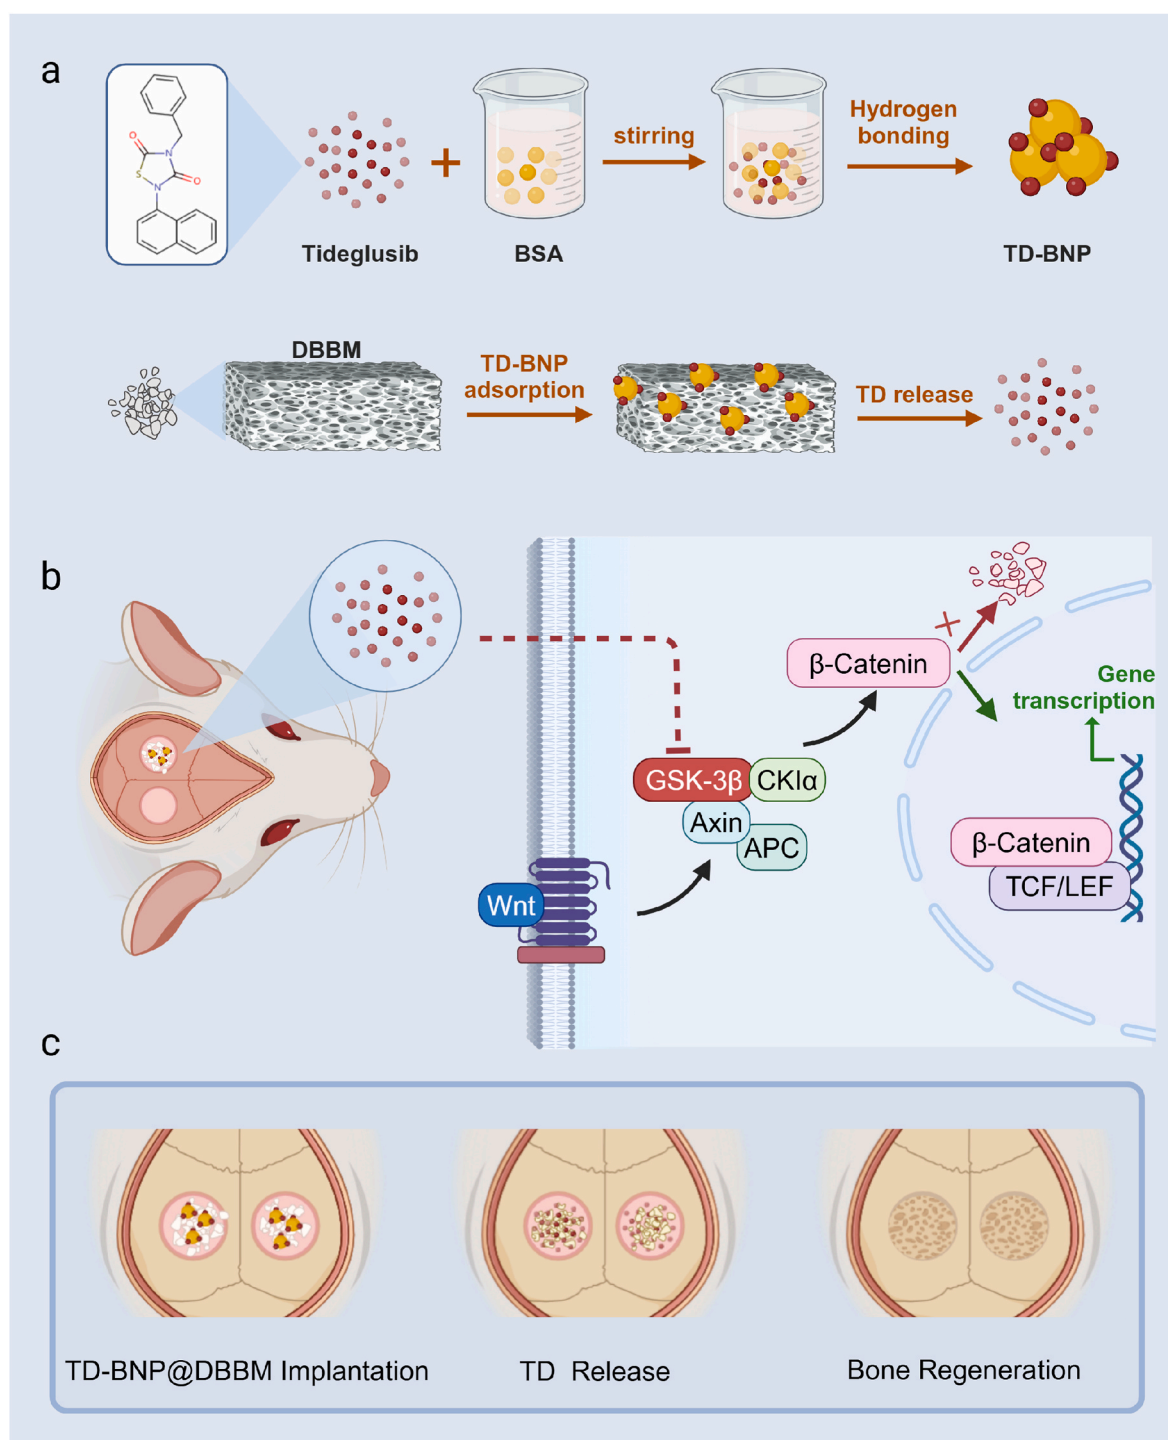 a
O
N
S
O
N
stirring
Hydrogen
bonding
Tideglusib
+
BSA
TD-BNP
DBBM
TD-BNP
adsorption
TD release
b
β-Catenin
Gene
transcription
GSK-3β
CKIα
Axin
APC
Wnt
β-Catenin
TCF/LEF
c
TD-BNP@DBBM Implantation
TD Release
Bone Regeneration